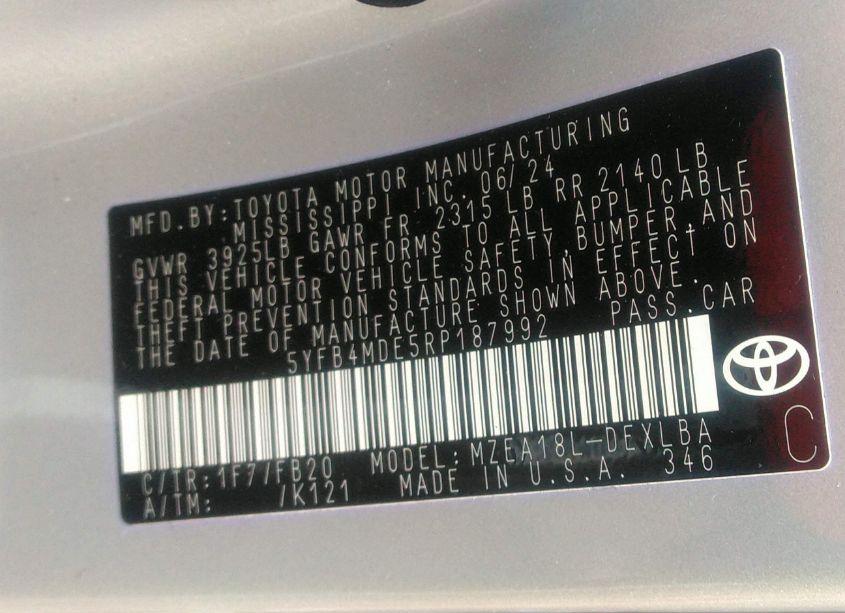 MFD.BY:TOYOTA MOTOR MANUFACTURING
MISSISSIPPI INC. 06/24
GVWR 3925LB GAWR FR 2315 LB RR 2140 LB
THIS VEHICLE CONFORMS TO ALL APPLICABLE
FEDERAL MOTOR VEHICLE SAFETY, BUMPER, AND
THEFT PREVENTION STANDARDS IN EFFECT ON
THE DATE OF MANUFACTURE SHOWN ABOVE.
5YFB4MDE5RP187992 PASS.CAR
C/TR:1F7/FB20 MODEL:MZEA18L-DEXLBA
A/TM: /K121 MADE IN U.S.A. 346
C